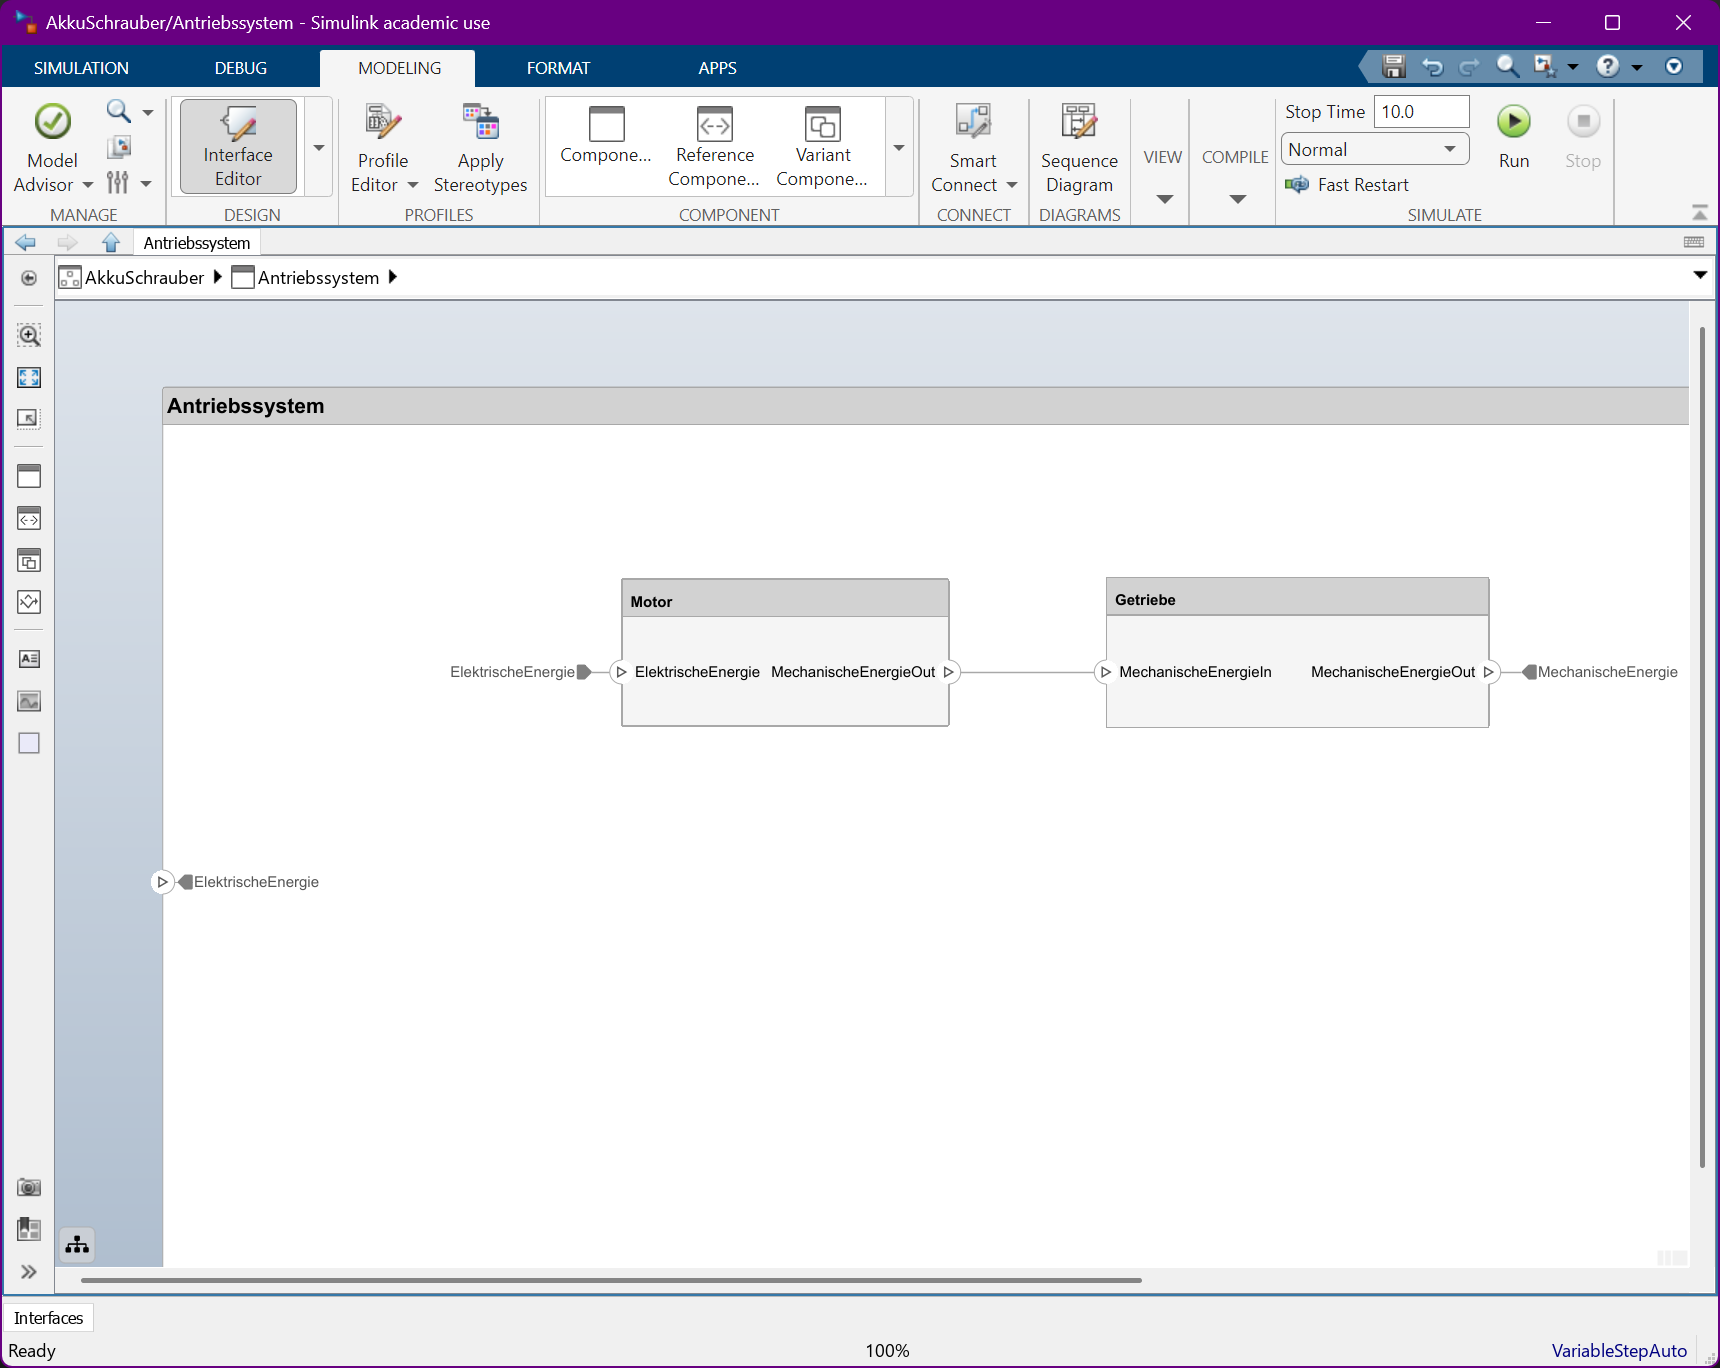 AkkuSchrauber/Antriebssystem - Simulink academic use
SIMULATION DEBUG MODELING FORMAT APPS
Model Advisor
MANAGE
Interface Editor
DESIGN
Profile Editor
Apply Stereotypes
PROFILES
Compone...
Reference Compone...
Variant Compone...
COMPONENT
Smart Connect
CONNECT
Sequence Diagram
DIAGRAMS
VIEW
COMPILE
Stop Time 10.0
Normal
Fast Restart
Run
Stop
SIMULATE
Antriebssystem
AkkuSchrauber Antriebssystem
Antriebssystem
Motor
Getriebe
ElektrischeEnergie ElektrischeEnergie MechanischeEnergieOut MechanischeEnergieIn MechanischeEnergieOut MechanischeEnergie
ElektrischeEnergie
Interfaces
Ready 100% VariableStepAuto